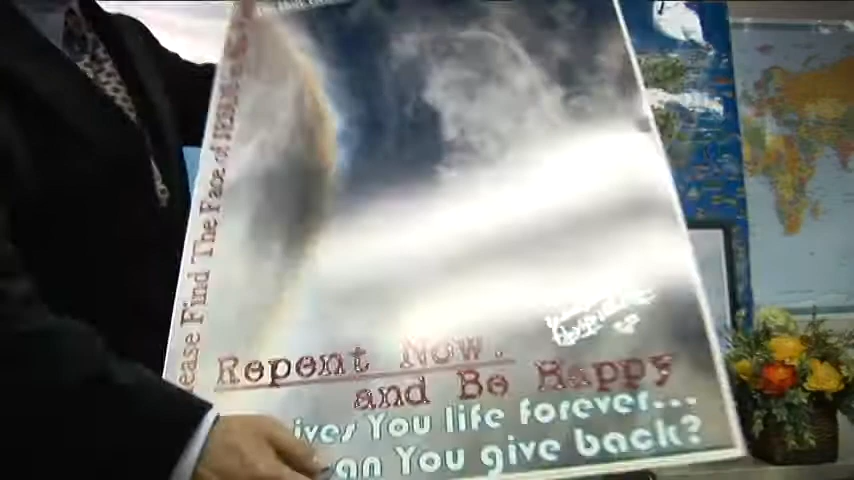 ease Find The Face of
Repent Now.
and Be Happy
ives You life forever...
an You give back?